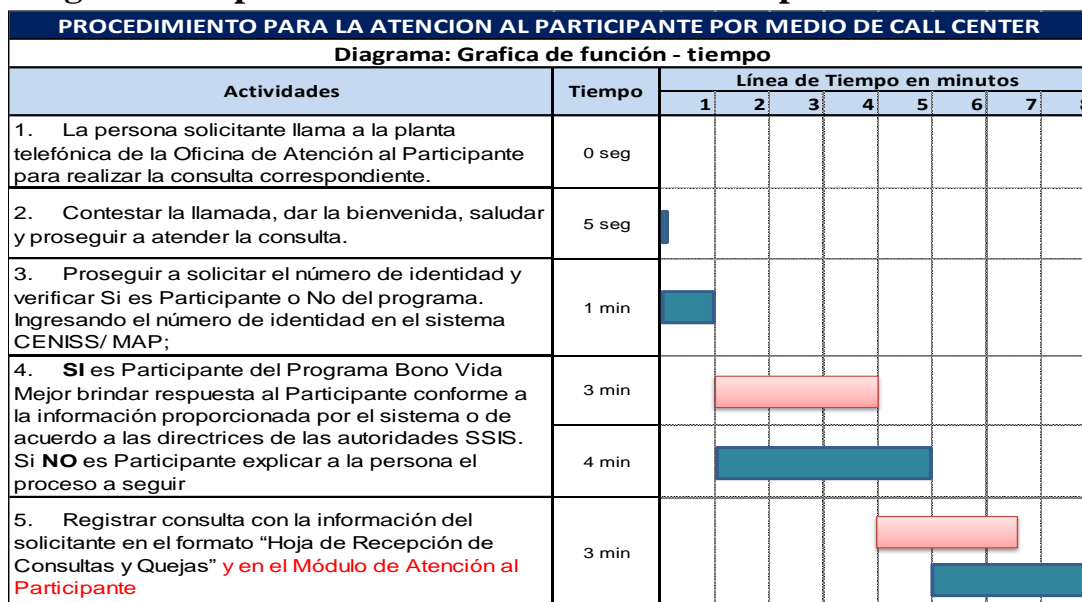 PROCEDIMIENTO PARA LA ATENCION AL PARTICIPANTE POR MEDIO DE CALL CENTER
Diagrama: Grafica de función - tiempo
Actividades
Tiempo
Línea de Tiempo en minutos
1 2 3 4 5 6 7 8
1. La persona solicitante llama a la planta
telefónica de la Oficina de Atención al Participante
para realizar la consulta correspondiente.
0 seg
2. Contestar la llamada, dar la bienvenida, saludar
y proseguir a atender la consulta.
5 seg
3. Proseguir a solicitar el número de identidad y
verificar Si es Participante o No del programa.
Ingresando el número de identidad en el sistema
CENISS/ MAP;
1 min
4. SI es Participante del Programa Bono Vida
Mejor brindar respuesta al Participante conforme a
la información proporcionada por el sistema o de
acuerdo a las directrices de las autoridades SSIS.
Si NO es Participante explicar a la persona el
proceso a seguir
3 min
4 min
5. Registrar consulta con la información del
solicitante en el formato “Hoja de Recepción de
Consultas y Quejas” y en el Módulo de Atención al
Participante
3 min